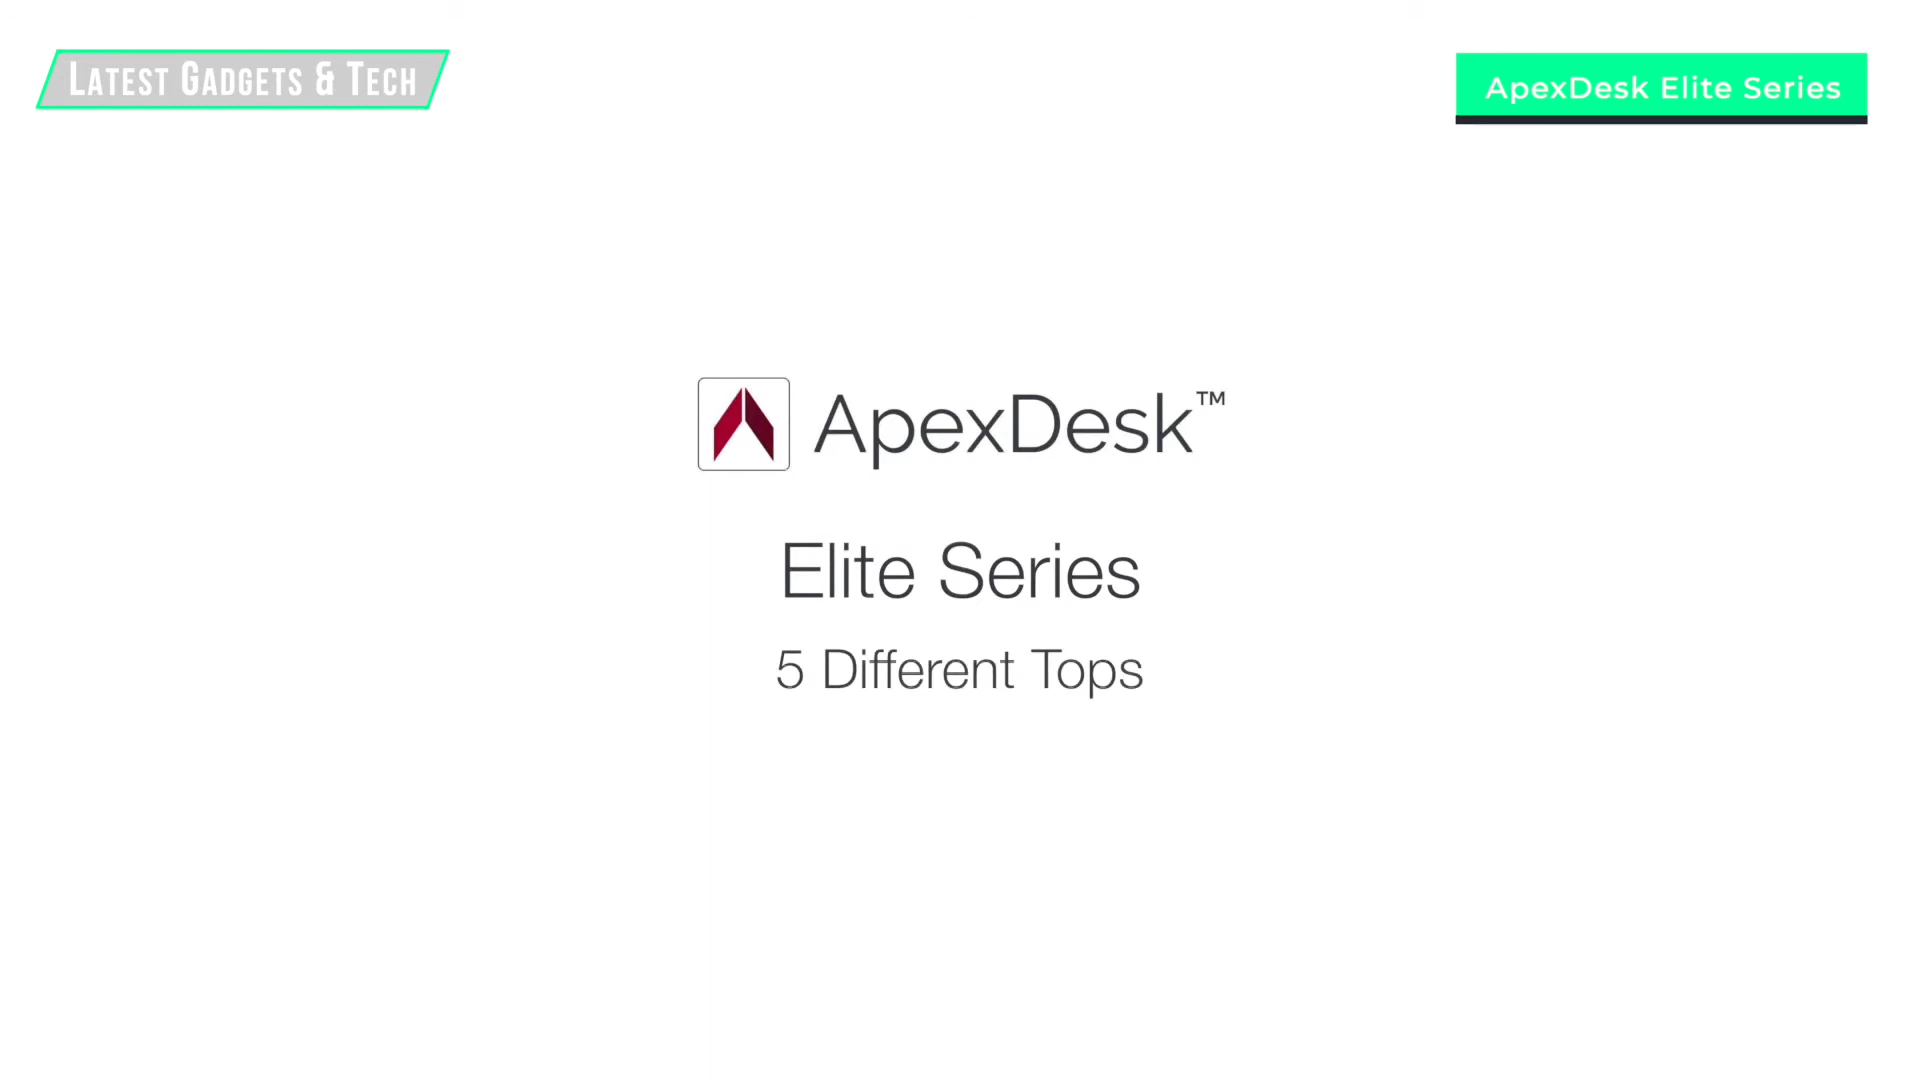 LATEST GADGETS & TECH
ApexDesk Elite Series
ApexDesk™
Elite Series
5 Different Tops